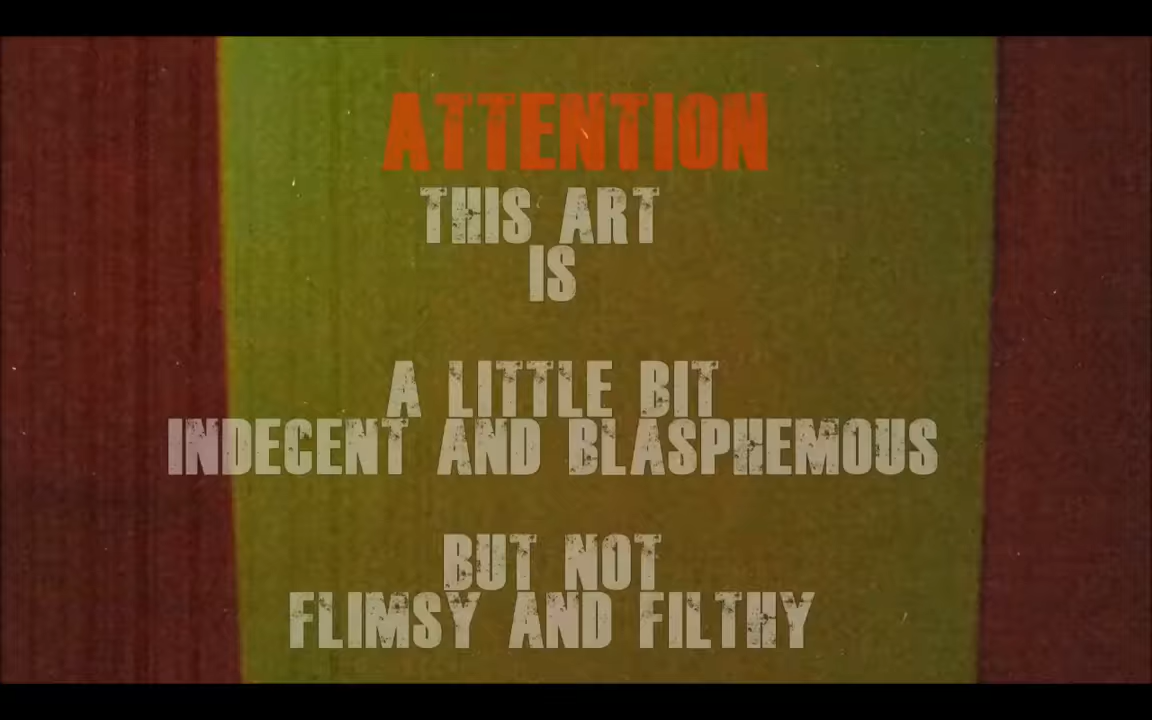 ATTENTION
THIS ART
IS
A LITTLE BIT
INDECENT AND BLASPHEMOUS
BUT NOT
FLIMSY AND FILTHY